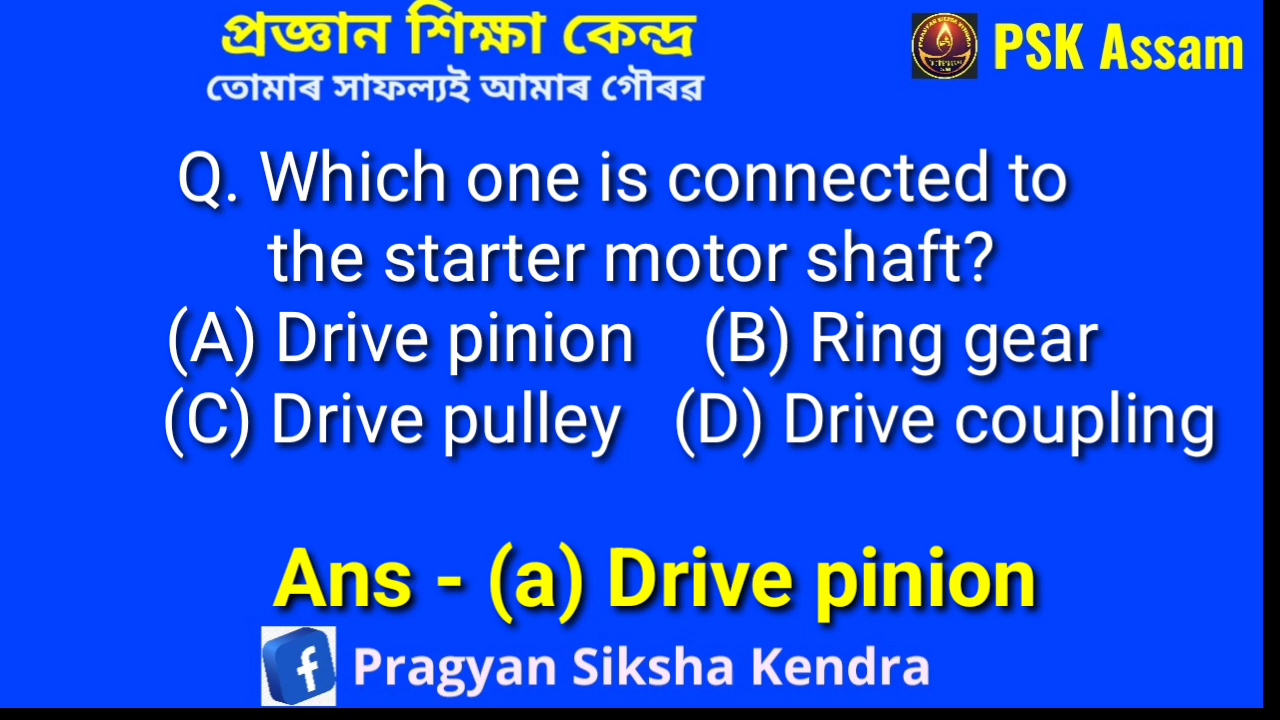 প্ৰজ্ঞান শিক্ষা কেন্দ্ৰ
PSK Assam
তোমাৰ সাফল্যই আমাৰ গৌৰৱ
Q. Which one is connected to
the starter motor shaft?
(A) Drive pinion (B) Ring gear
(C) Drive pulley (D) Drive coupling
Ans - (a) Drive pinion
f Pragyan Siksha Kendra